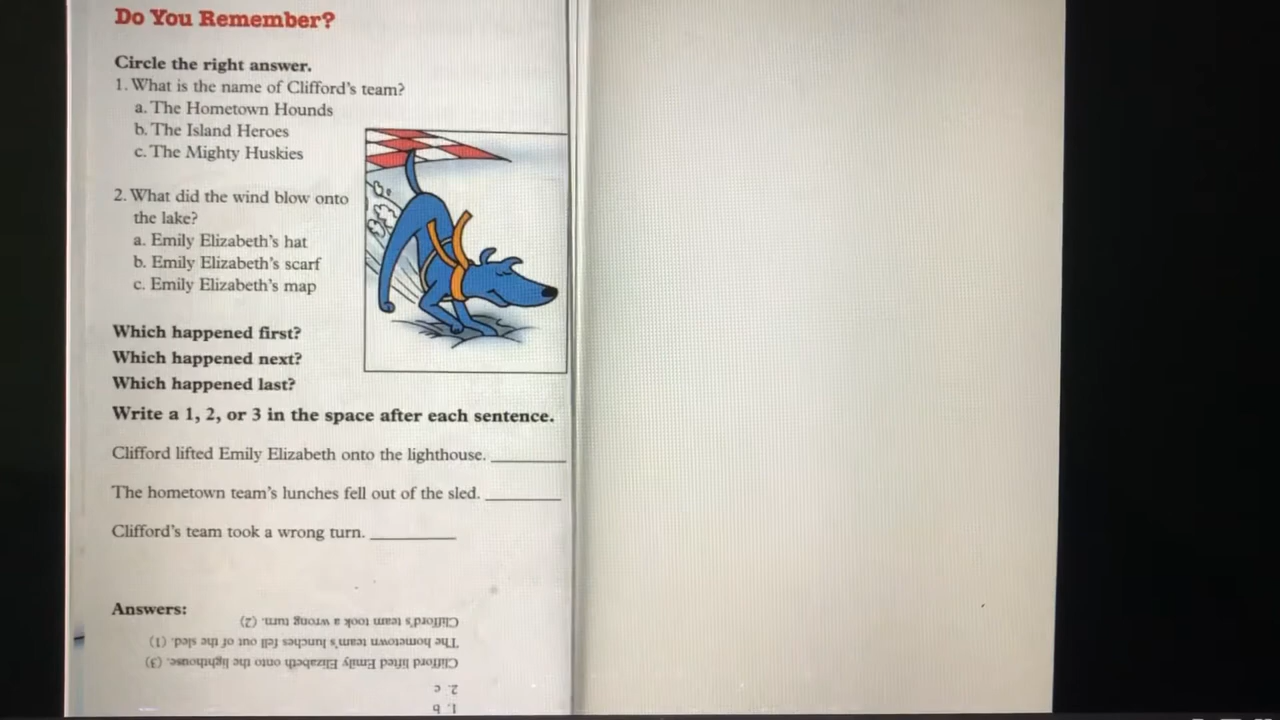 Do You Remember?
Circle the right answer.
1. What is the name of Clifford's team?
a. The Hometown Hounds
b. The Island Heroes
c. The Mighty Huskies
2. What did the wind blow onto
the lake?
a. Emily Elizabeth's hat
b. Emily Elizabeth's scarf
c. Emily Elizabeth's map
Which happened first?
Which happened next?
Which happened last?
Write a 1, 2, or 3 in the space after each sentence.
Clifford lifted Emily Elizabeth onto the lighthouse. ________
The hometown team's lunches fell out of the sled. ________
Clifford's team took a wrong turn. ________
Answers:
1. b
2. c
Clifford lifted Emily Elizabeth onto the lighthouse. (3)
The hometown team's lunches fell out of the sled. (1)
Clifford's team took a wrong turn. (2)